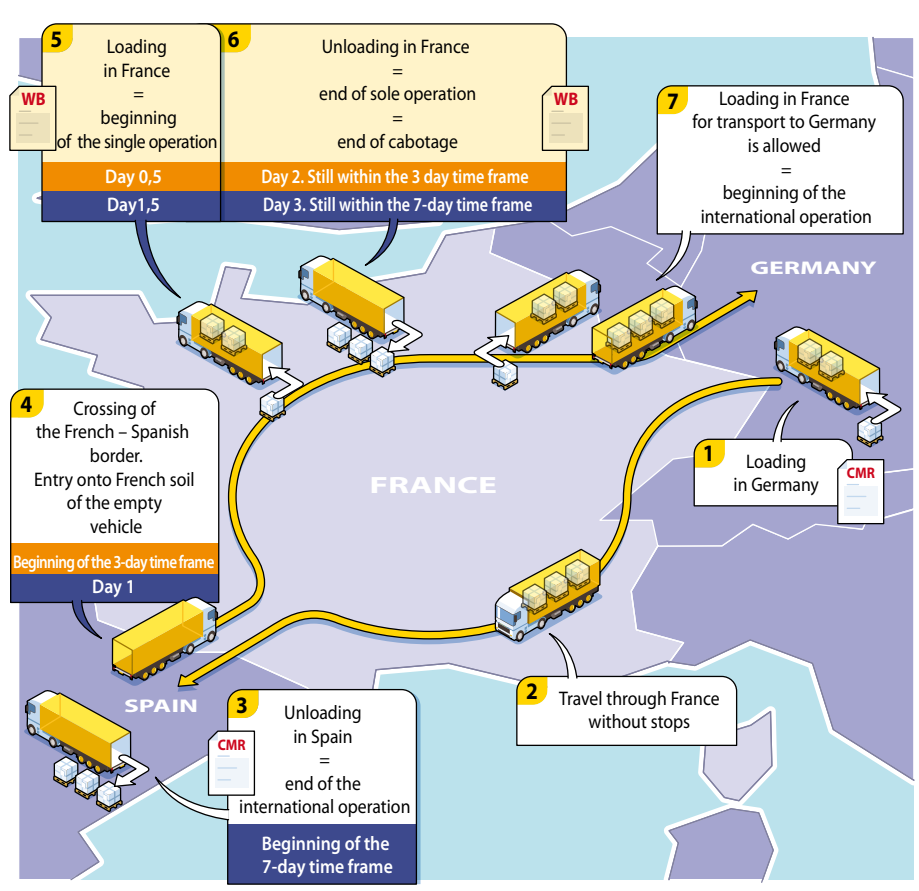 5
Loading
in France
=
beginning
of the single operation
WB
Day 0,5
Day1,5
6
Unloading in France
=
end of sole operation
=
end of cabotage
WB
Day 2. Still within the 3 day time frame
Day 3. Still within the 7-day time frame
7
Loading in France
for transport to Germany
is allowed
=
beginning of the
international operation
GERMANY
4
Crossing of
the French – Spanish
border.
Entry onto French soil
of the empty
vehicle
Beginning of the 3-day time frame
Day 1
FRANCE
1
Loading
in Germany
CMR
2
Travel through France
without stops
SPAIN
3
Unloading
in Spain
=
end of the
international operation
CMR
Beginning of the
7-day time frame